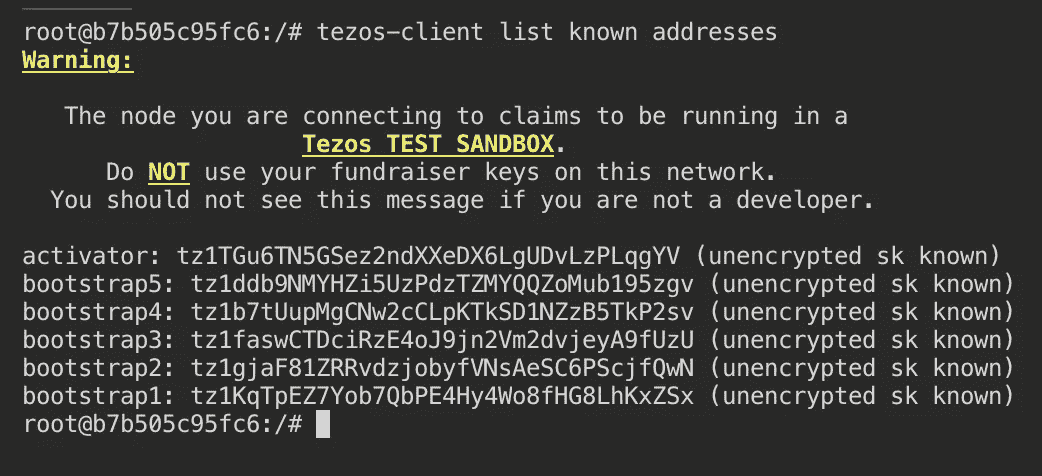 root@b7b505c95fc6:/# tezos-client list known addresses
Warning:
The node you are connecting to claims to be running in a
Tezos TEST SANDBOX.
Do NOT use your fundraiser keys on this network.
You should not see this message if you are not a developer.
activator: tz1TGu6TN5GSez2ndXXeDX6LgUDvLzPLqgYV (unencrypted sk known)
bootstrap5: tz1ddb9NMYHZi5UzPdzTZMYQQZoMub195zgv (unencrypted sk known)
bootstrap4: tz1b7tUupMgCNw2cCLpKTkSD1NZzB5TkP2sv (unencrypted sk known)
bootstrap3: tz1faswCTDciRzE4oJ9jn2Vm2dvjeyA9fUzU (unencrypted sk known)
bootstrap2: tz1gjaF81ZRRvdzjobyfVNsAeSC6PScjfQwN (unencrypted sk known)
bootstrap1: tz1KqTpEZ7Yob7QbPE4Hy4Wo8fHG8LhKxZSx (unencrypted sk known)
root@b7b505c95fc6:/#